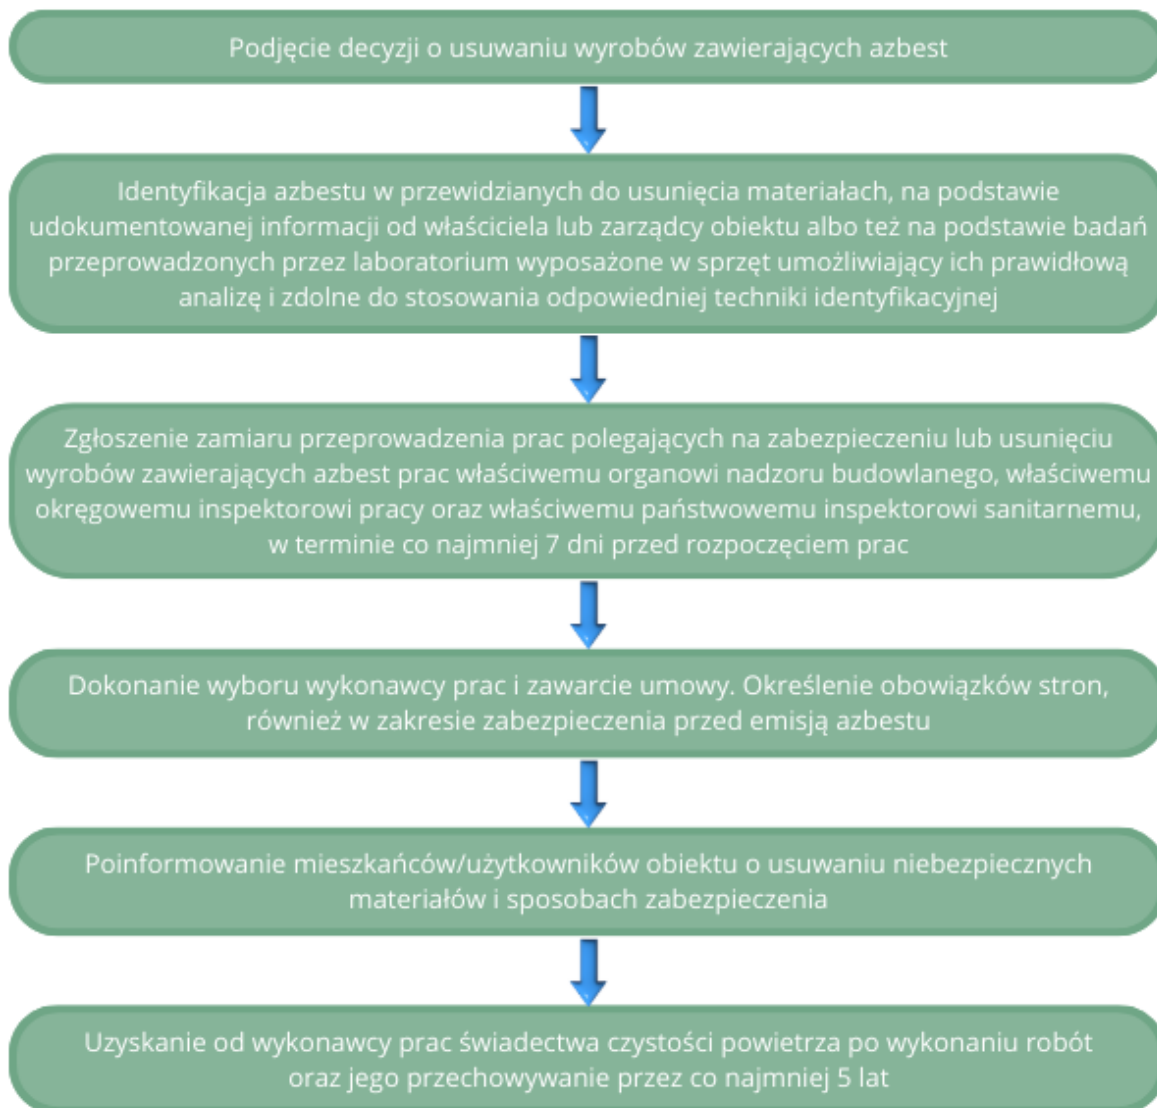 Podjęcie decyzji o usuwaniu wyrobów zawierających azbest
Identyfikacja azbestu w przewidzianych do usunięcia materiałach, na podstawie
udokumentowanej informacji od właściciela lub zarządcy obiektu albo też na podstawie badań
przeprowadzonych przez laboratorium wyposażone w sprzęt umożliwiający ich prawidłową
analizę i zdolne do stosowania odpowiedniej techniki identyfikacyjnej
Zgłoszenie zamiaru przeprowadzenia prac polegających na zabezpieczeniu lub usunięciu
wyrobów zawierających azbest prac właściwemu organowi nadzoru budowlanego, właściwemu
okręgowemu inspektorowi pracy oraz właściwemu państwowemu inspektorowi sanitarnemu,
w terminie co najmniej 7 dni przed rozpoczęciem prac
Dokonanie wyboru wykonawcy prac i zawarcie umowy. Określenie obowiązków stron,
również w zakresie zabezpieczenia przed emisją azbestu
Poinformowanie mieszkańców/użytkowników obiektu o usuwaniu niebezpiecznych
materiałów i sposobach zabezpieczenia
Uzyskanie od wykonawcy prac świadectwa czystości powietrza po wykonaniu robót
oraz jego przechowywanie przez co najmniej 5 lat